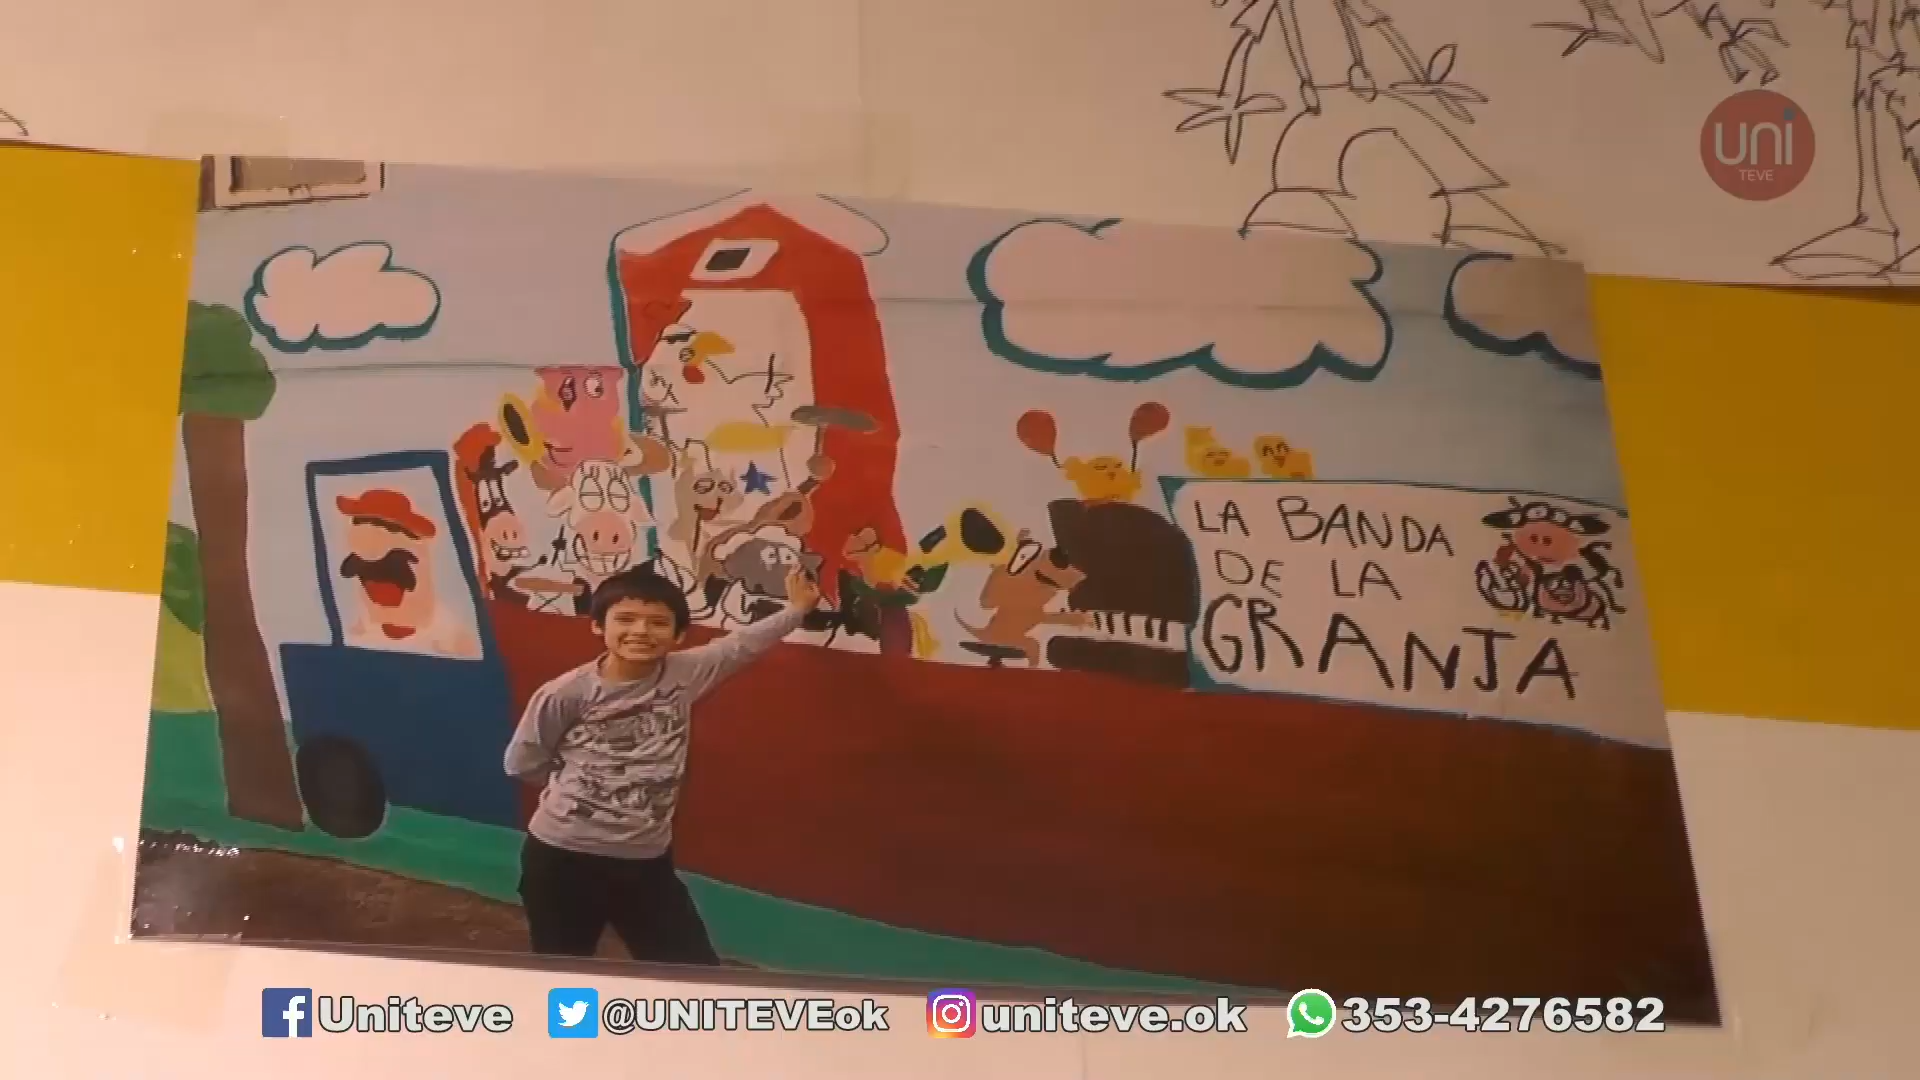 uni
TEVE
LA BANDA
DE LA
GRANJA
Uniteve
@UNITEVEok
uniteve.ok
353-4276582